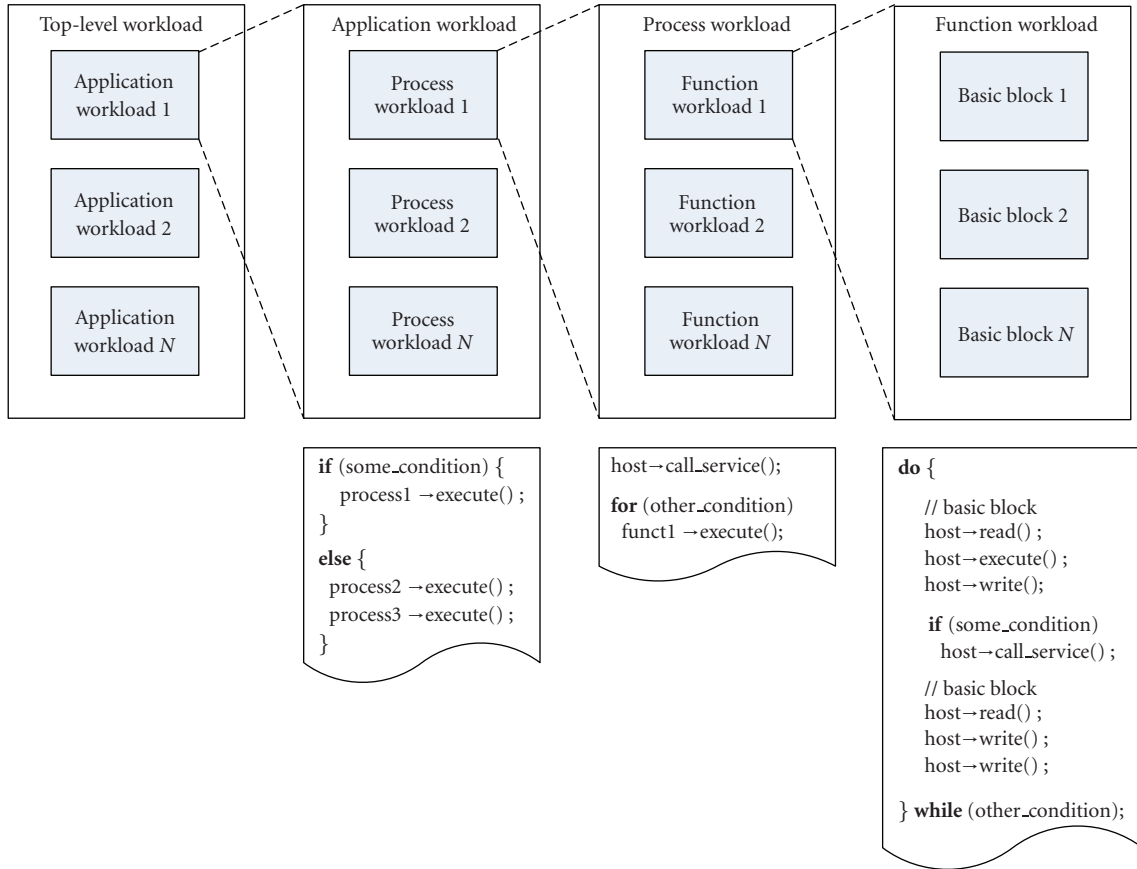 Top-level workload
Application
workload 1
Application
workload 2
Application
workload N
Application workload
Process
workload 1
Process
workload 2
Process
workload N
Process workload
Function
workload 1
Function
workload 2
Function
workload N
Function workload
Basic block 1
Basic block 2
Basic block N
if (some_condition) {
process1 →execute() ;
}
else {
process2 →execute() ;
process3 →execute() ;
}
host→call_service();
for (other_condition)
funct1 →execute();
do {
// basic block
host→read() ;
host→execute() ;
host→write();
if (some_condition)
host→call_service() ;
// basic block
host→read() ;
host→write() ;
host→write() ;
} while (other_condition);